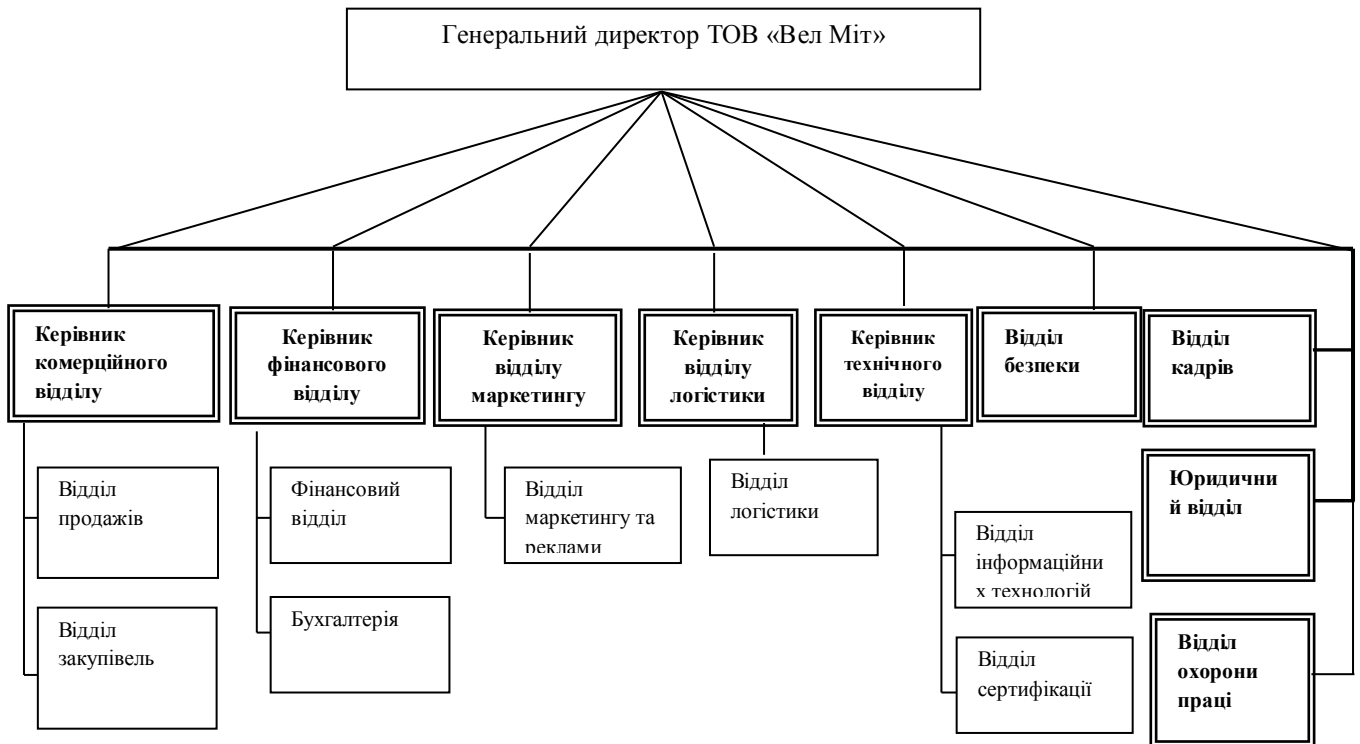 Генеральний директор ТОВ «Вел Міт»
Керівник
комерційного
відділу
Керівник
фінансового
відділу
Керівник
відділу
маркетингу
Керівник
відділу
логістики
Керівник
технічного
відділу
Відділ
безпеки
Відділ
кадрів
Відділ
продажів
Фінансовий
відділ
Відділ
маркетингу та
реклами
Відділ
логістики
Відділ
інформаційни
х технологій
Юридични
й відділ
Відділ
закупівель
Бухгалтерія
Відділ
сертифікації
Відділ
охорони
праці